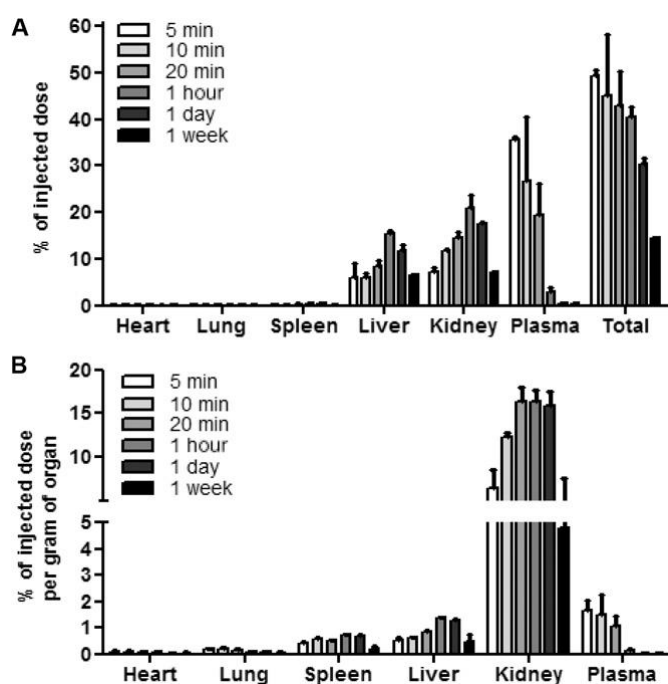 A
% of injected dose
60
50
40
30
20
10
0
5 min
10 min
20 min
1 hour
1 day
1 week
Heart Lung Spleen Liver Kidney Plasma Total
B
% of injected dose
per gram of organ
20
15
10
5
4
3
2
1
0
5 min
10 min
20 min
1 hour
1 day
1 week
Heart Lung Spleen Liver Kidney Plasma